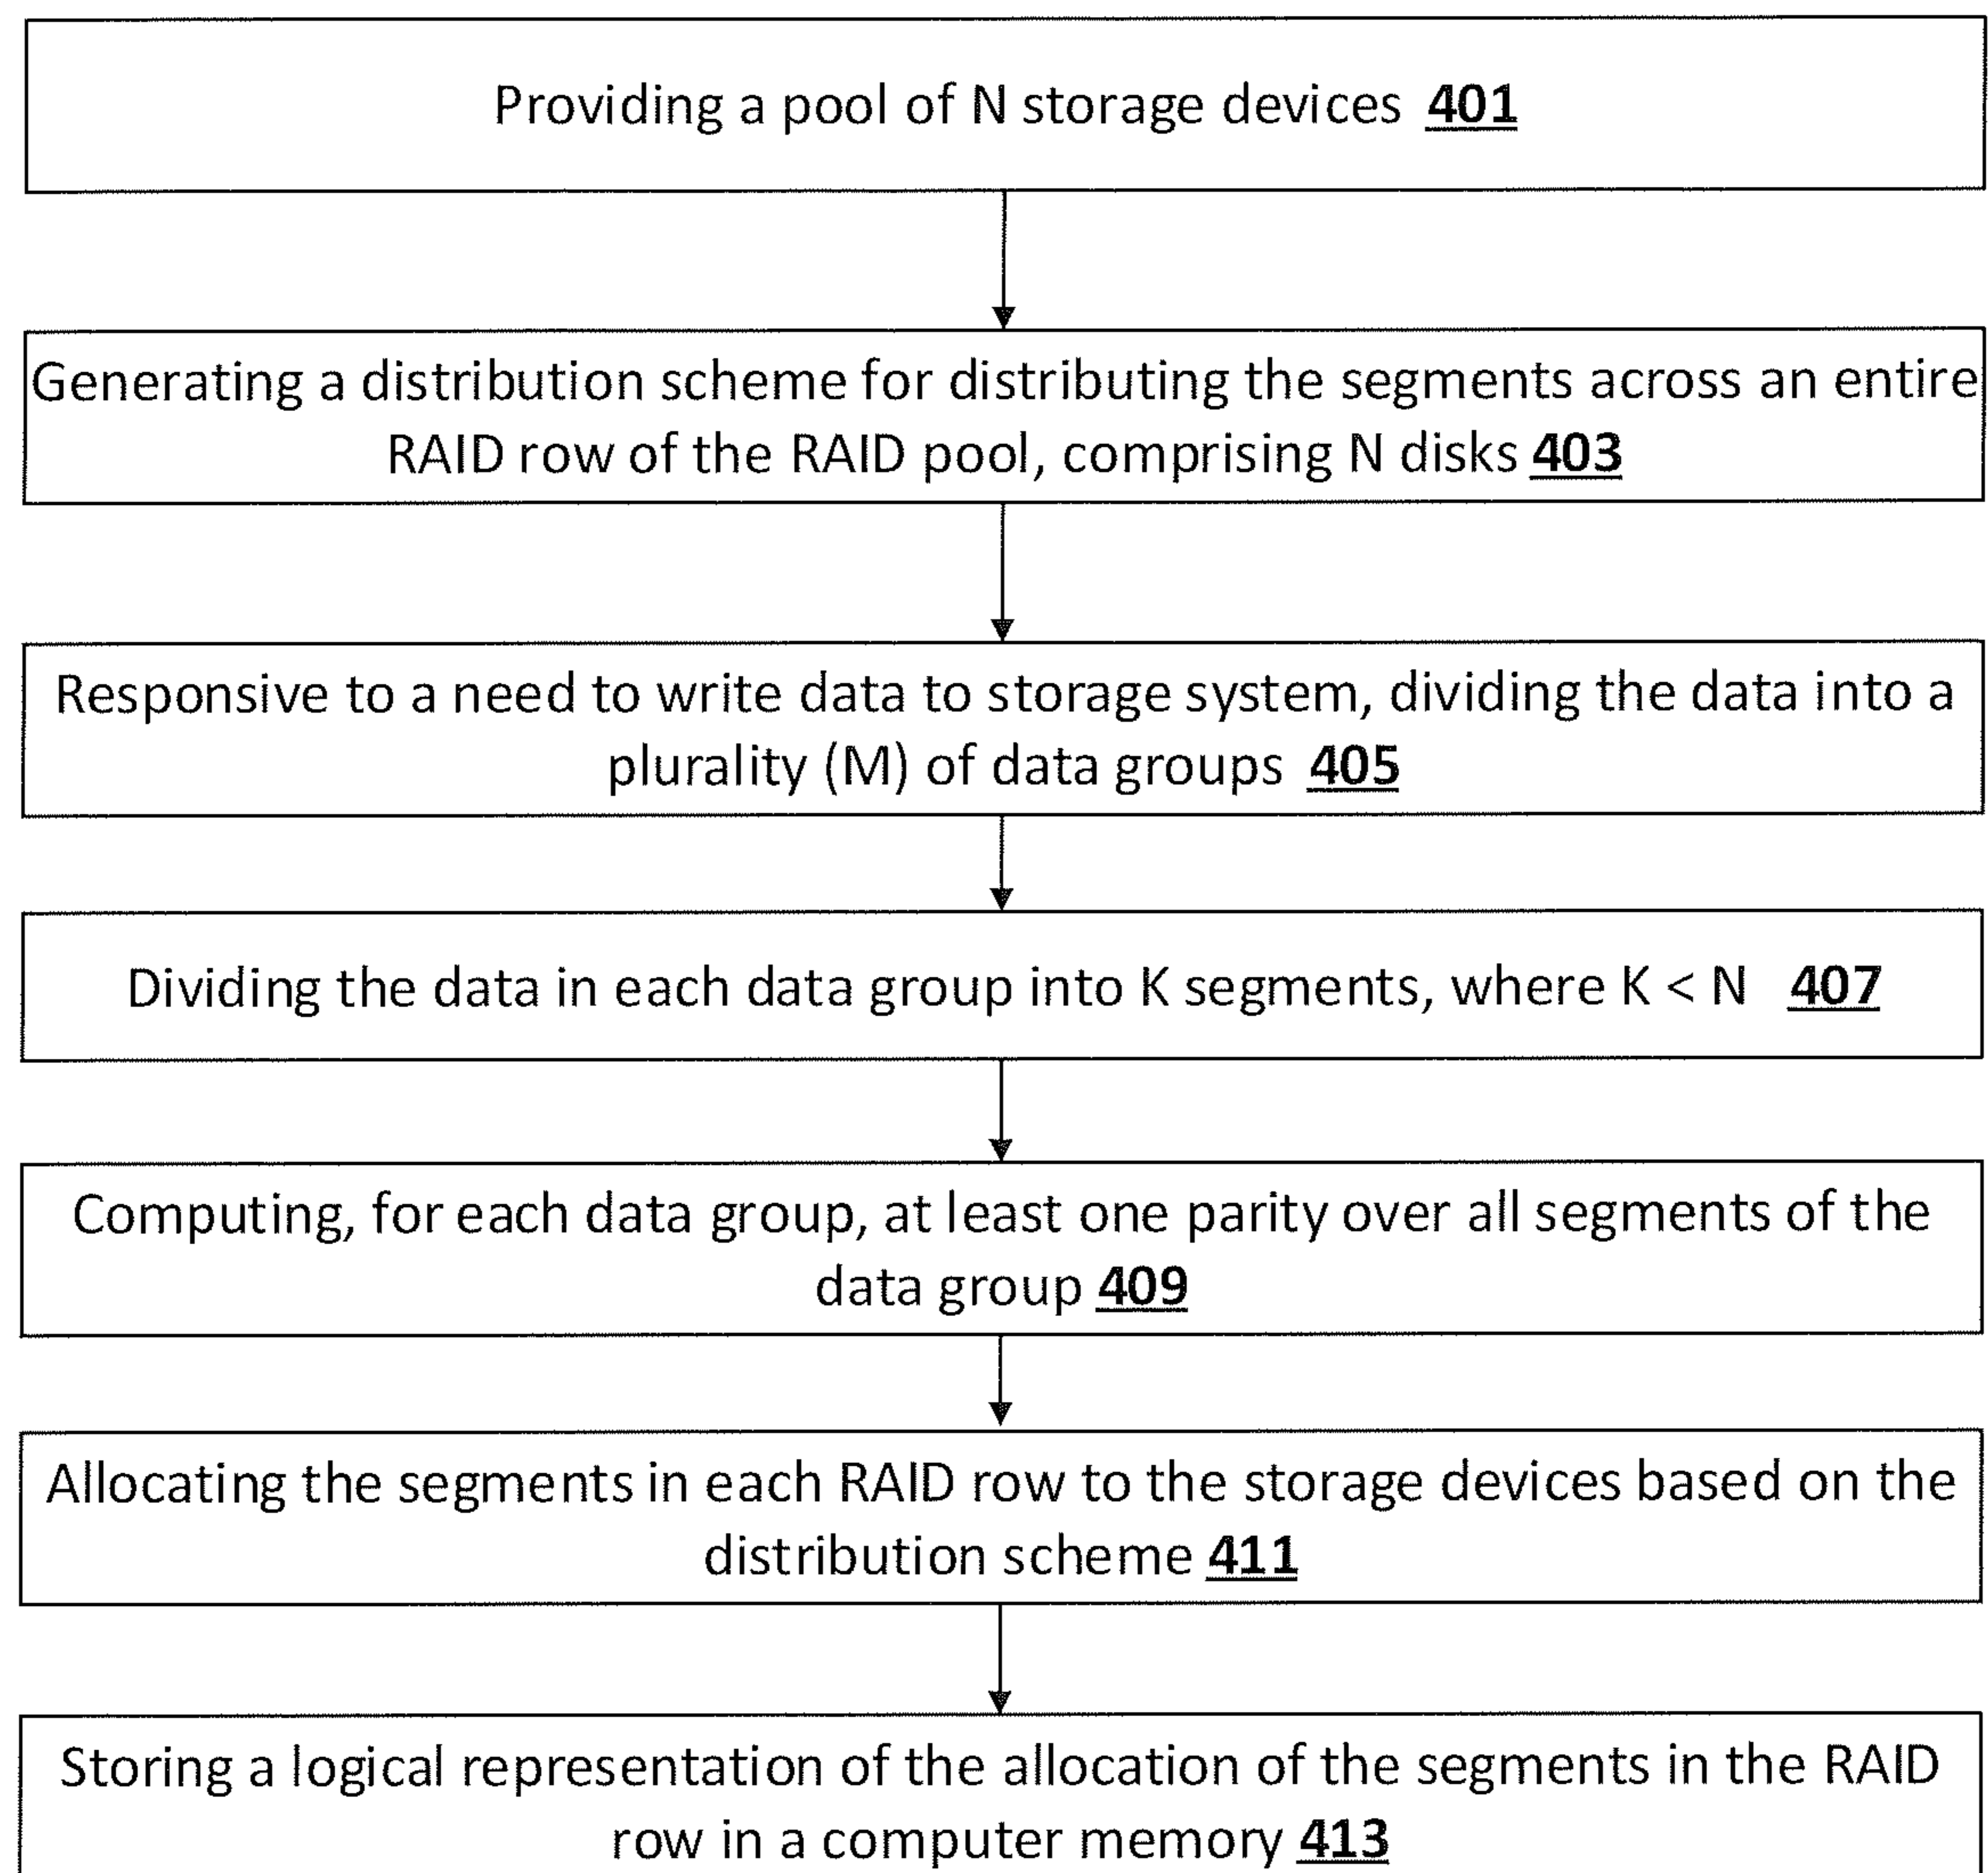 Providing a pool of N storage devices 401
Generating a distribution scheme for distributing the segments across an entire
RAID row of the RAID pool, comprising N disks 403
Responsive to a need to write data to storage system, dividing the data into a
plurality (M) of data groups 405
Dividing the data in each data group into K segments, where K < N 407
Computing, for each data group, at least one parity over all segments of the
data group 409
Allocating the segments in each RAID row to the storage devices based on the
distribution scheme 411
Storing a logical representation of the allocation of the segments in the RAID
row in a computer memory 413